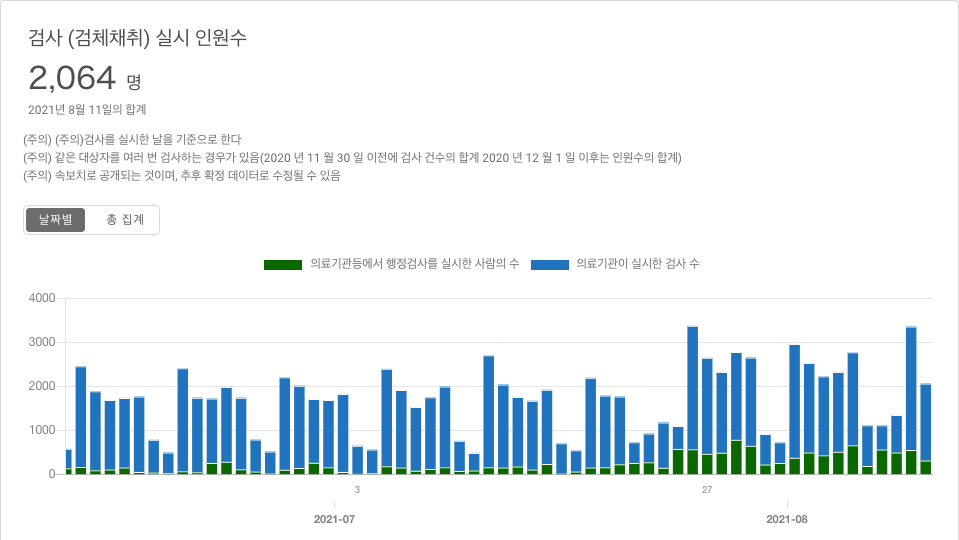 검사 (검체채취) 실시 인원수
2,064 명
2021년 8월 11일의 합계
(주의) (주의)검사를 실시한 날을 기준으로 한다
(주의) 같은 대상자를 여러 번 검사하는 경우가 있음(2020 년 11 월 30 일 이전에 검사 건수의 합계 2020 년 12 월 1 일 이후는 인원수의 합계)
(주의) 속보치로 공개되는 것이며, 추후 확정 데이터로 수정될 수 있음
날짜별 총 집계
의료기관등에서 행정검사를 실시한 사람의 수 의료기관이 실시한 검사 수
4000
3000
2000
1000
0
3 27
2021-07 2021-08